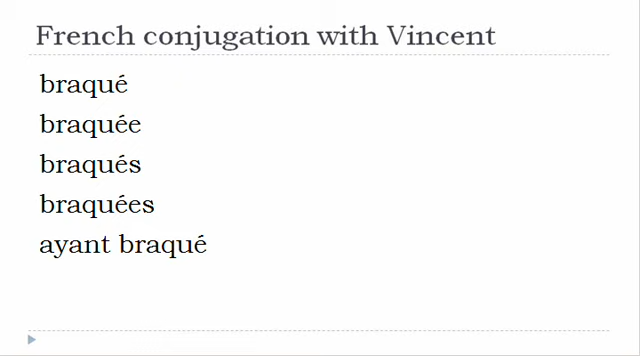 French conjugation with Vincent
braqué
braquée
braqués
braquées
ayant braqué